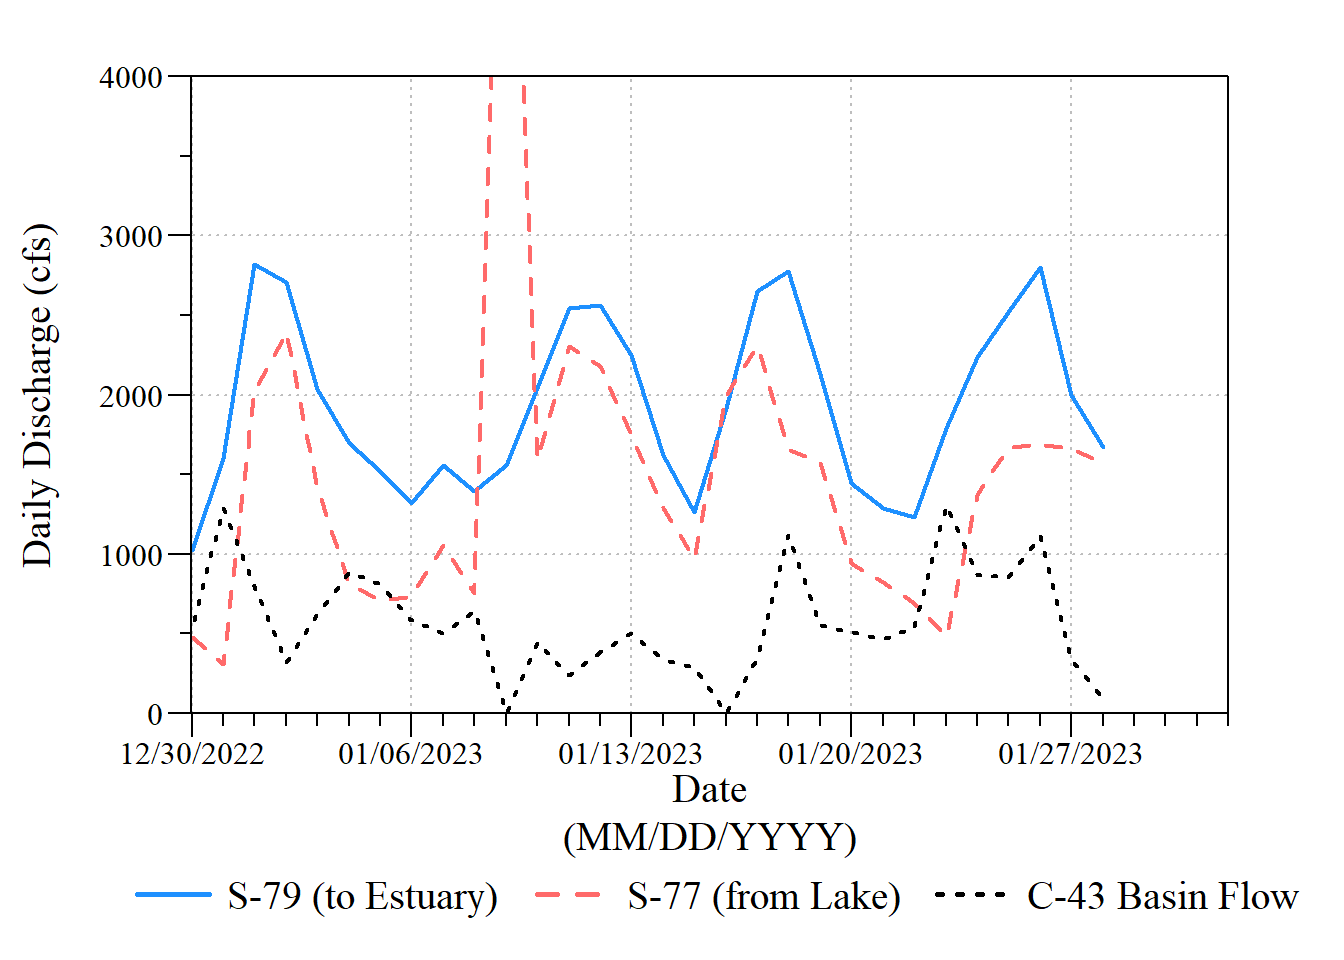 4000
3000
2000
1000
0
Daily Discharge (cfs)
12/30/2022 01/06/2023 01/13/2023 01/20/2023 01/27/2023
Date
(MM/DD/YYYY)
S-79 (to Estuary) S-77 (from Lake) C-43 Basin Flow